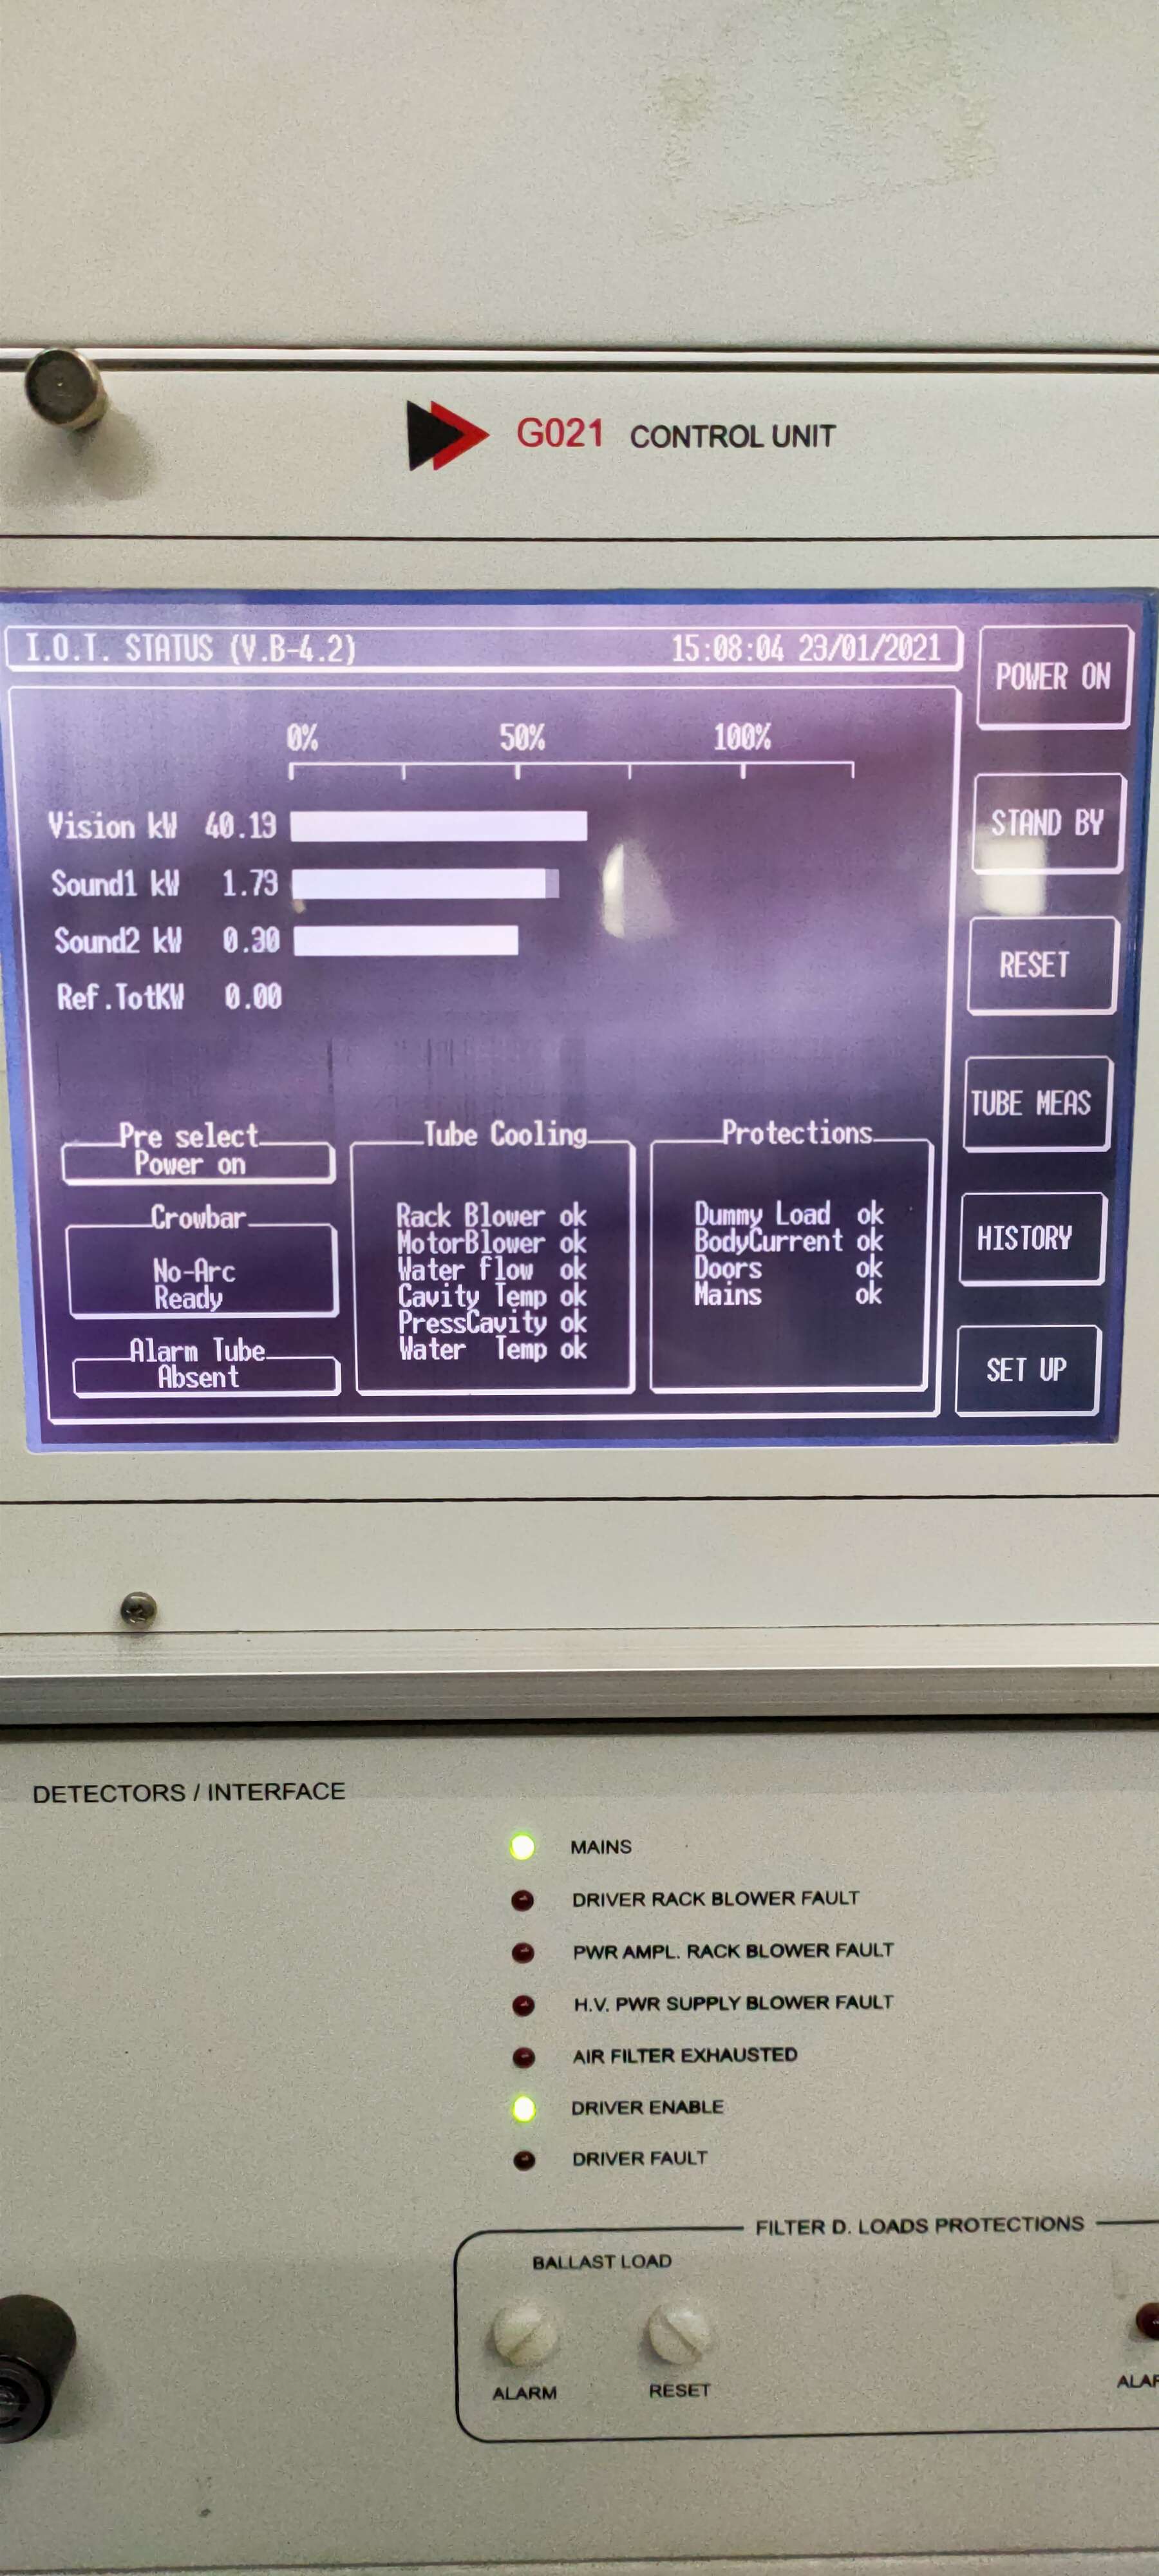 G021 CONTROL UNIT
I.O.T. STATUS (V.B-4.2) 15:08:04 23/01/2021
0% 50% 100%
Vision kW 40.19
Sound1 kW 1.79
Sound2 kW 0.30
Ref.TotKW 0.00
Pre select
Power on
Crowbar
No-Arc
Ready
Alarm Tube
Absent
Tube Cooling
Rack Blower ok
MotorBlower ok
Water flow ok
Cavity Temp ok
PressCavity ok
Water Temp ok
Protections
Dummy Load ok
BodyCurrent ok
Doors ok
Mains ok
POWER ON
STAND BY
RESET
TUBE MEAS
HISTORY
SET UP
DETECTORS / INTERFACE
MAINS
DRIVER RACK BLOWER FAULT
PWR AMPL. RACK BLOWER FAULT
H.V. PWR SUPPLY BLOWER FAULT
AIR FILTER EXHAUSTED
DRIVER ENABLE
DRIVER FAULT
FILTER D. LOADS PROTECTIONS
BALLAST LOAD
ALARM RESET